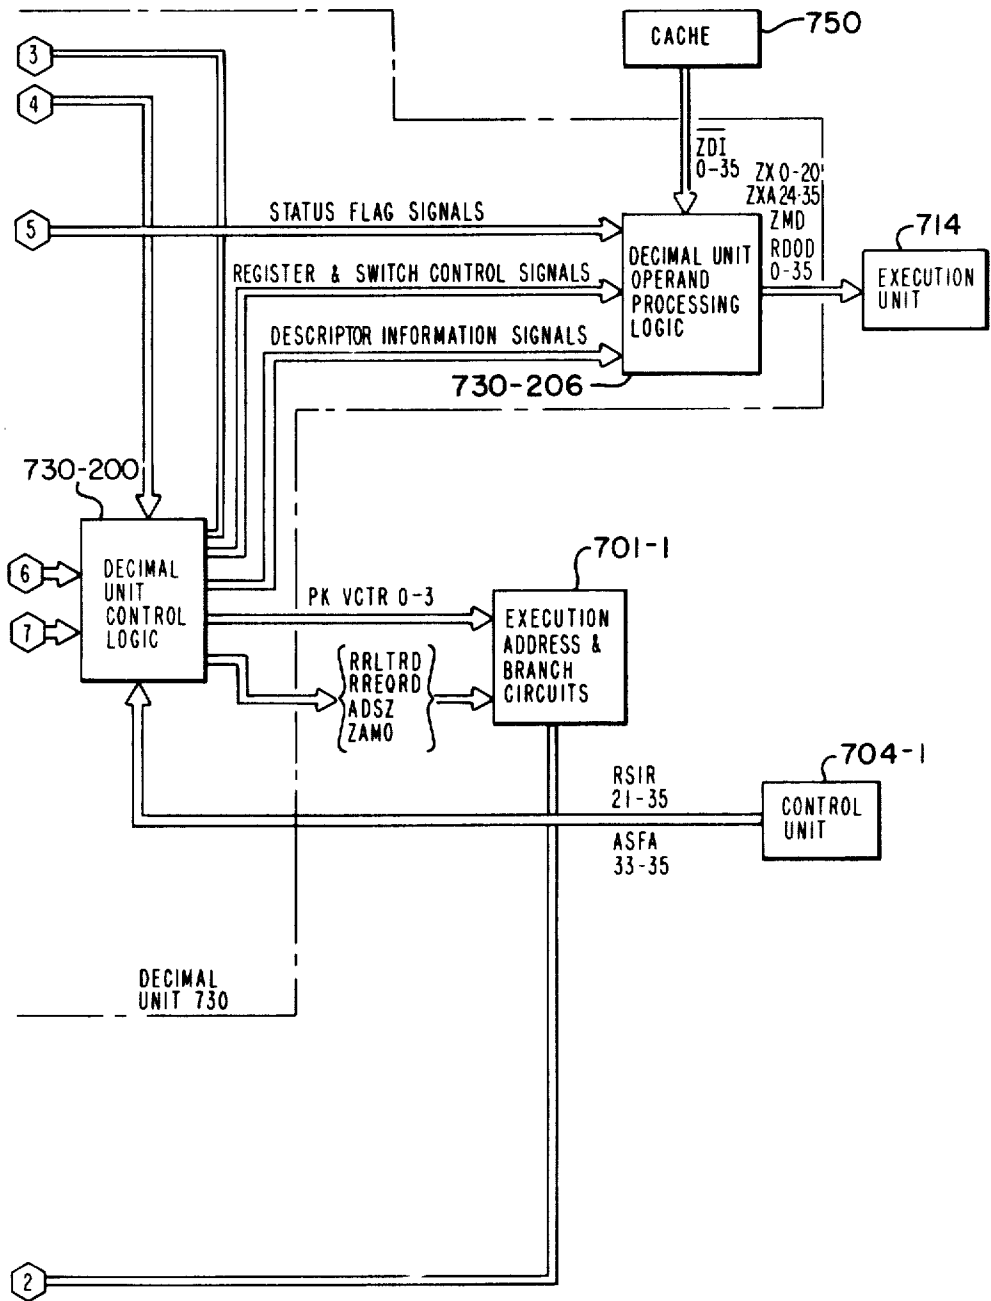 CACHE
750
3
4
ZDI
0-35
ZX 0-20
ZXA 24-35
ZMD
RDOD
0-35
5
STATUS FLAG SIGNALS
714
EXECUTION
UNIT
DECIMAL UNIT
OPERAND
PROCESSING
LOGIC
REGISTER & SWITCH CONTROL SIGNALS
DESCRIPTOR INFORMATION SIGNALS
730-206
730-200
6
7
DECIMAL
UNIT
CONTROL
LOGIC
701-1
PK VCTR 0-3
EXECUTION
ADDRESS &
BRANCH
CIRCUITS
RRLTRD
RREQRD
ADSZ
ZAMO
704-1
RSIR
21-35
CONTROL
UNIT
ASFA
33-35
DECIMAL
UNIT 730
2